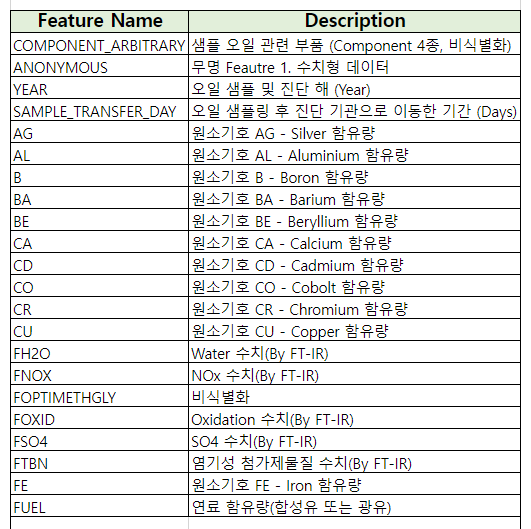 Feature Name Description
COMPONENT_ARBITRARY 샘플 오일 관련 부품 (Component 4종, 비식별화)
ANONYMOUS 무명 Feautre 1. 수치형 데이터
YEAR 오일 샘플 및 진단 해 (Year)
SAMPLE_TRANSFER_DAY 오일 샘플링 후 진단 기관으로 이동한 기간 (Days)
AG 원소기호 AG - Silver 함유량
AL 원소기호 AL - Aluminium 함유량
B 원소기호 B - Boron 함유량
BA 원소기호 BA - Barium 함유량
BE 원소기호 BE - Beryllium 함유량
CA 원소기호 CA - Calcium 함유량
CD 원소기호 CD - Cadmium 함유량
CO 원소기호 CO - Cobolt 함유량
CR 원소기호 CR - Chromium 함유량
CU 원소기호 CU - Copper 함유량
FH2O Water 수치(By FT-IR)
FNOX NOx 수치(By FT-IR)
FOPTIMETHGLY 비식별화
FOXID Oxidation 수치(By FT-IR)
FSO4 SO4 수치(By FT-IR)
FTBN 염기성 첨가제물질 수치(By FT-IR)
FE 원소기호 FE - Iron 함유량
FUEL 연료 함유량(합성유 또는 광유)